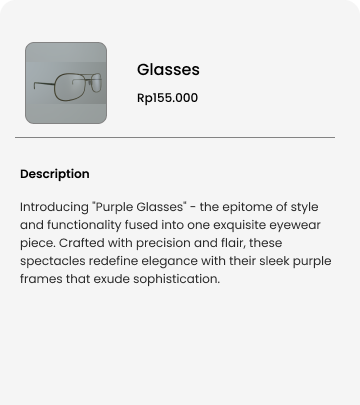 Glasses
Rp155.000
Description
Introducing "Purple Glasses" - the epitome of style
and functionality fused into one exquisite eyewear
piece. Crafted with precision and flair, these
spectacles redefine elegance with their sleek purple
frames that exude sophistication.